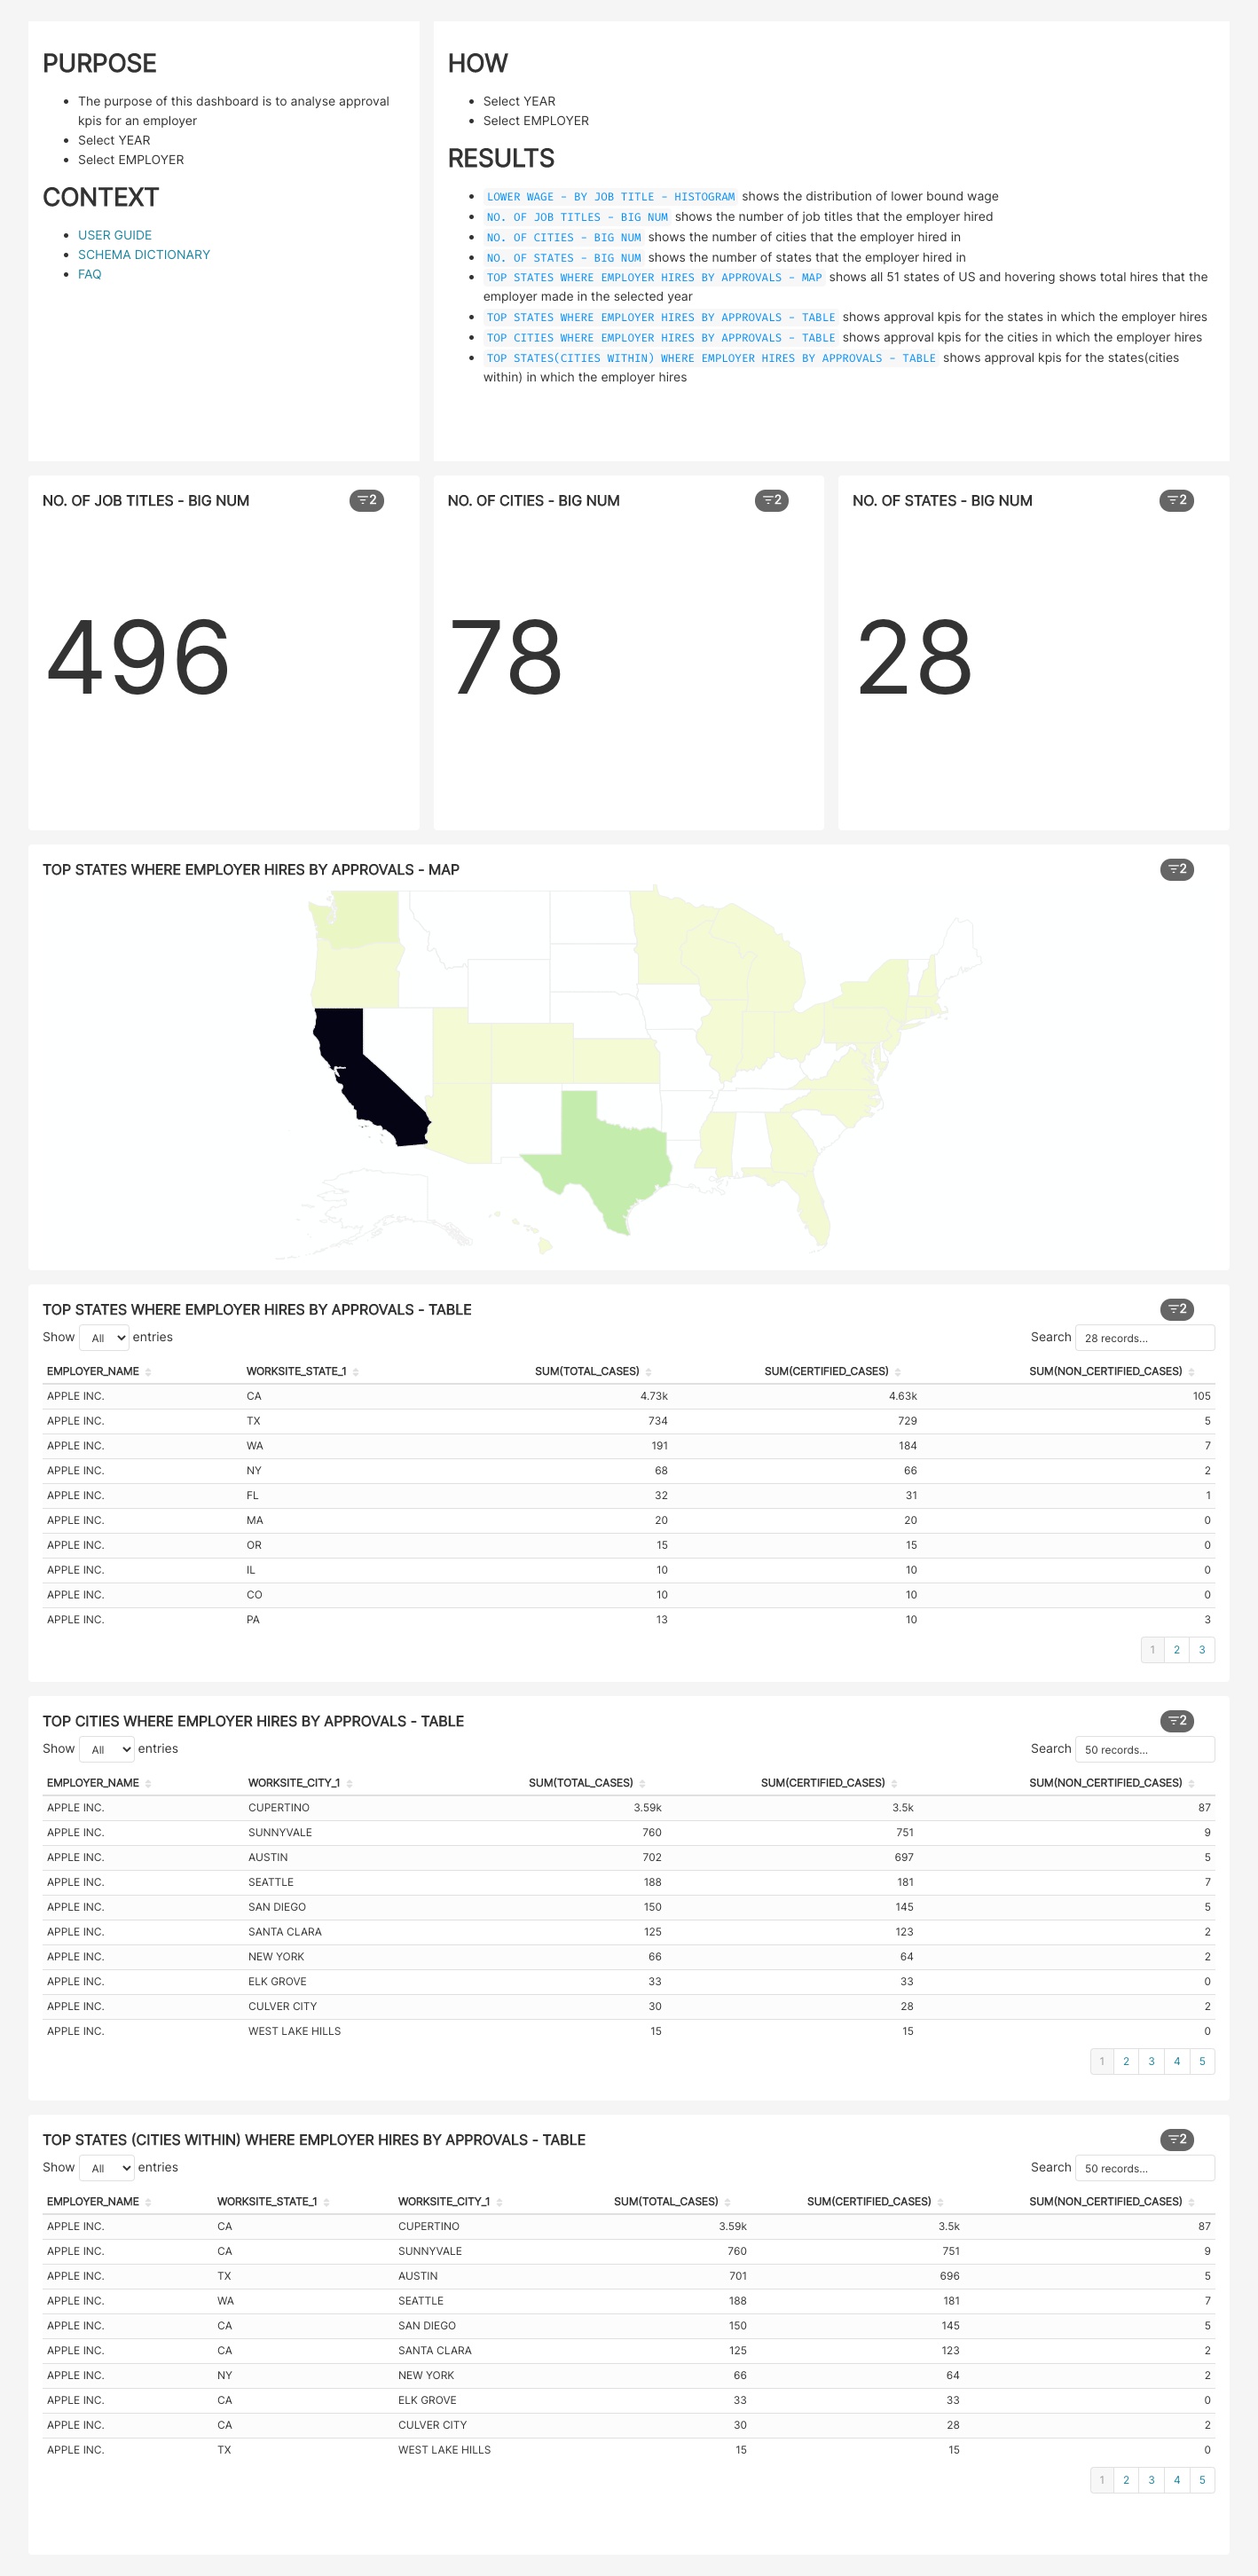 PURPOSE
The purpose of this dashboard is to analyse approval
kpis for an employer
Select YEAR
Select EMPLOYER
CONTEXT
USER GUIDE
SCHEMA DICTIONARY
FAQ
HOW
Select YEAR
Select EMPLOYER
RESULTS
LOWER WAGE - BY JOB TITLE - HISTOGRAM shows the distribution of lower bound wage
NO. OF JOB TITLES - BIG NUM shows the number of job titles that the employer hired
NO. OF CITIES - BIG NUM shows the number of cities that the employer hired in
NO. OF STATES - BIG NUM shows the number of states that the employer hired in
TOP STATES WHERE EMPLOYER HIRES BY APPROVALS - MAP shows all 51 states of US and hovering shows total hires that the
employer made in the selected year
TOP STATES WHERE EMPLOYER HIRES BY APPROVALS - TABLE shows approval kpis for the states in which the employer hires
TOP CITIES WHERE EMPLOYER HIRES BY APPROVALS - TABLE shows approval kpis for the cities in which the employer hires
TOP STATES(CITIES WITHIN) WHERE EMPLOYER HIRES BY APPROVALS - TABLE shows approval kpis for the states(cities
within) in which the employer hires
NO. OF JOB TITLES - BIG NUM 2
496
NO. OF CITIES - BIG NUM 2
78
NO. OF STATES - BIG NUM 2
28
TOP STATES WHERE EMPLOYER HIRES BY APPROVALS - MAP 2
TOP STATES WHERE EMPLOYER HIRES BY APPROVALS - TABLE 2
Show All entries Search 28 records...
EMPLOYER_NAME WORKSITE_STATE_1 SUM(TOTAL_CASES) SUM(CERTIFIED_CASES) SUM(NON_CERTIFIED_CASES)
APPLE INC. CA 4.73k 4.63k 105
APPLE INC. TX 734 729 5
APPLE INC. WA 191 184 7
APPLE INC. NY 68 66 2
APPLE INC. FL 32 31 1
APPLE INC. MA 20 20 0
APPLE INC. OR 15 15 0
APPLE INC. IL 10 10 0
APPLE INC. CO 10 10 0
APPLE INC. PA 13 10 3
1 2 3
TOP CITIES WHERE EMPLOYER HIRES BY APPROVALS - TABLE 2
Show All entries Search 50 records...
EMPLOYER_NAME WORKSITE_CITY_1 SUM(TOTAL_CASES) SUM(CERTIFIED_CASES) SUM(NON_CERTIFIED_CASES)
APPLE INC. CUPERTINO 3.59k 3.5k 87
APPLE INC. SUNNYVALE 760 751 9
APPLE INC. AUSTIN 702 697 5
APPLE INC. SEATTLE 188 181 7
APPLE INC. SAN DIEGO 150 145 5
APPLE INC. SANTA CLARA 125 123 2
APPLE INC. NEW YORK 66 64 2
APPLE INC. ELK GROVE 33 33 0
APPLE INC. CULVER CITY 30 28 2
APPLE INC. WEST LAKE HILLS 15 15 0
1 2 3 4 5
TOP STATES (CITIES WITHIN) WHERE EMPLOYER HIRES BY APPROVALS - TABLE 2
Show All entries Search 50 records...
EMPLOYER_NAME WORKSITE_STATE_1 WORKSITE_CITY_1 SUM(TOTAL_CASES) SUM(CERTIFIED_CASES) SUM(NON_CERTIFIED_CASES)
APPLE INC. CA CUPERTINO 3.59k 3.5k 87
APPLE INC. CA SUNNYVALE 760 751 9
APPLE INC. TX AUSTIN 701 696 5
APPLE INC. WA SEATTLE 188 181 7
APPLE INC. CA SAN DIEGO 150 145 5
APPLE INC. CA SANTA CLARA 125 123 2
APPLE INC. NY NEW YORK 66 64 2
APPLE INC. CA ELK GROVE 33 33 0
APPLE INC. CA CULVER CITY 30 28 2
APPLE INC. TX WEST LAKE HILLS 15 15 0
1 2 3 4 5